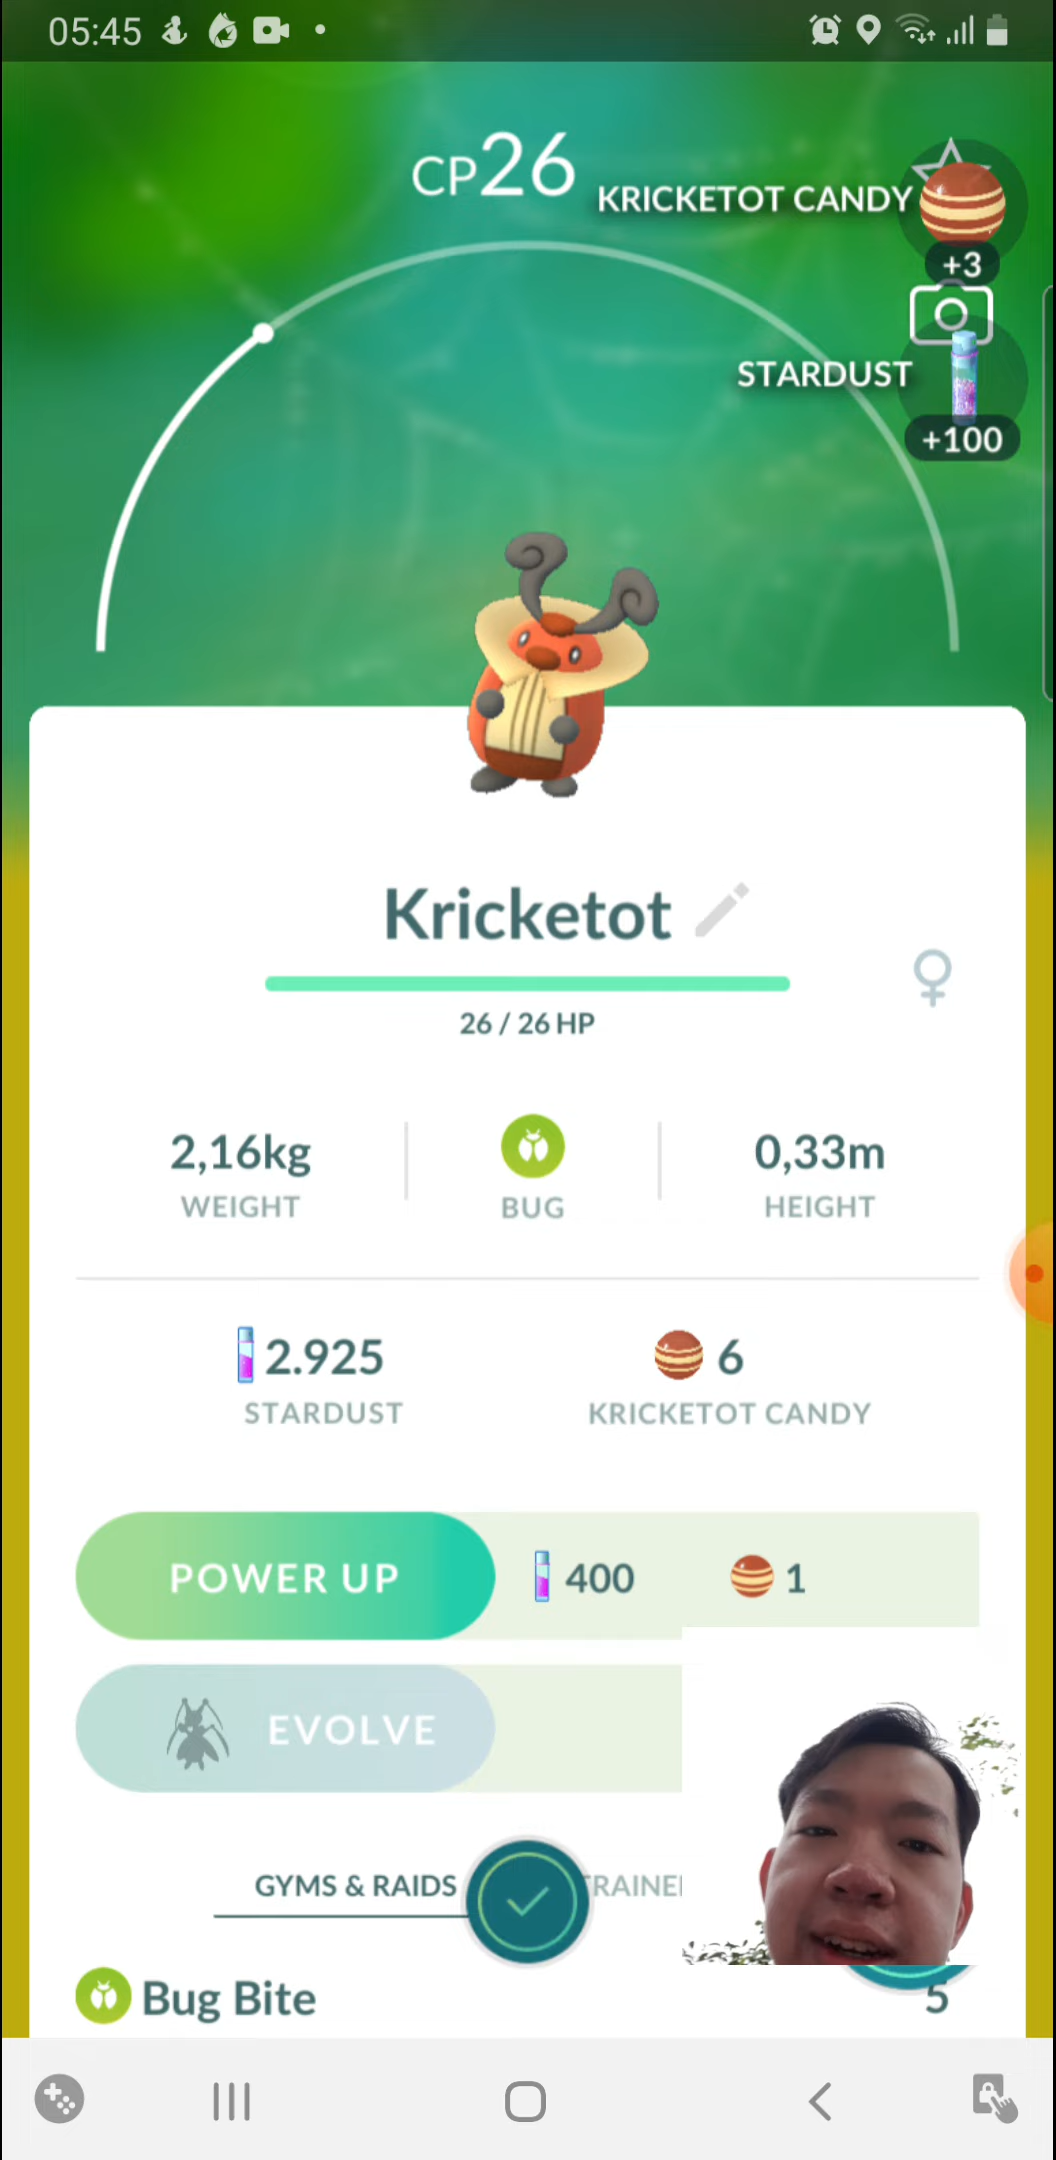 05:45
CP26
KRICKETOT CANDY
+3
STARDUST
+100
Kricketot
26 / 26 HP
2,16kg
WEIGHT
BUG
0,33m
HEIGHT
2.925
STARDUST
6
KRICKETOT CANDY
POWER UP
400
1
EVOLVE
GYMS & RAIDS
Bug Bite
5